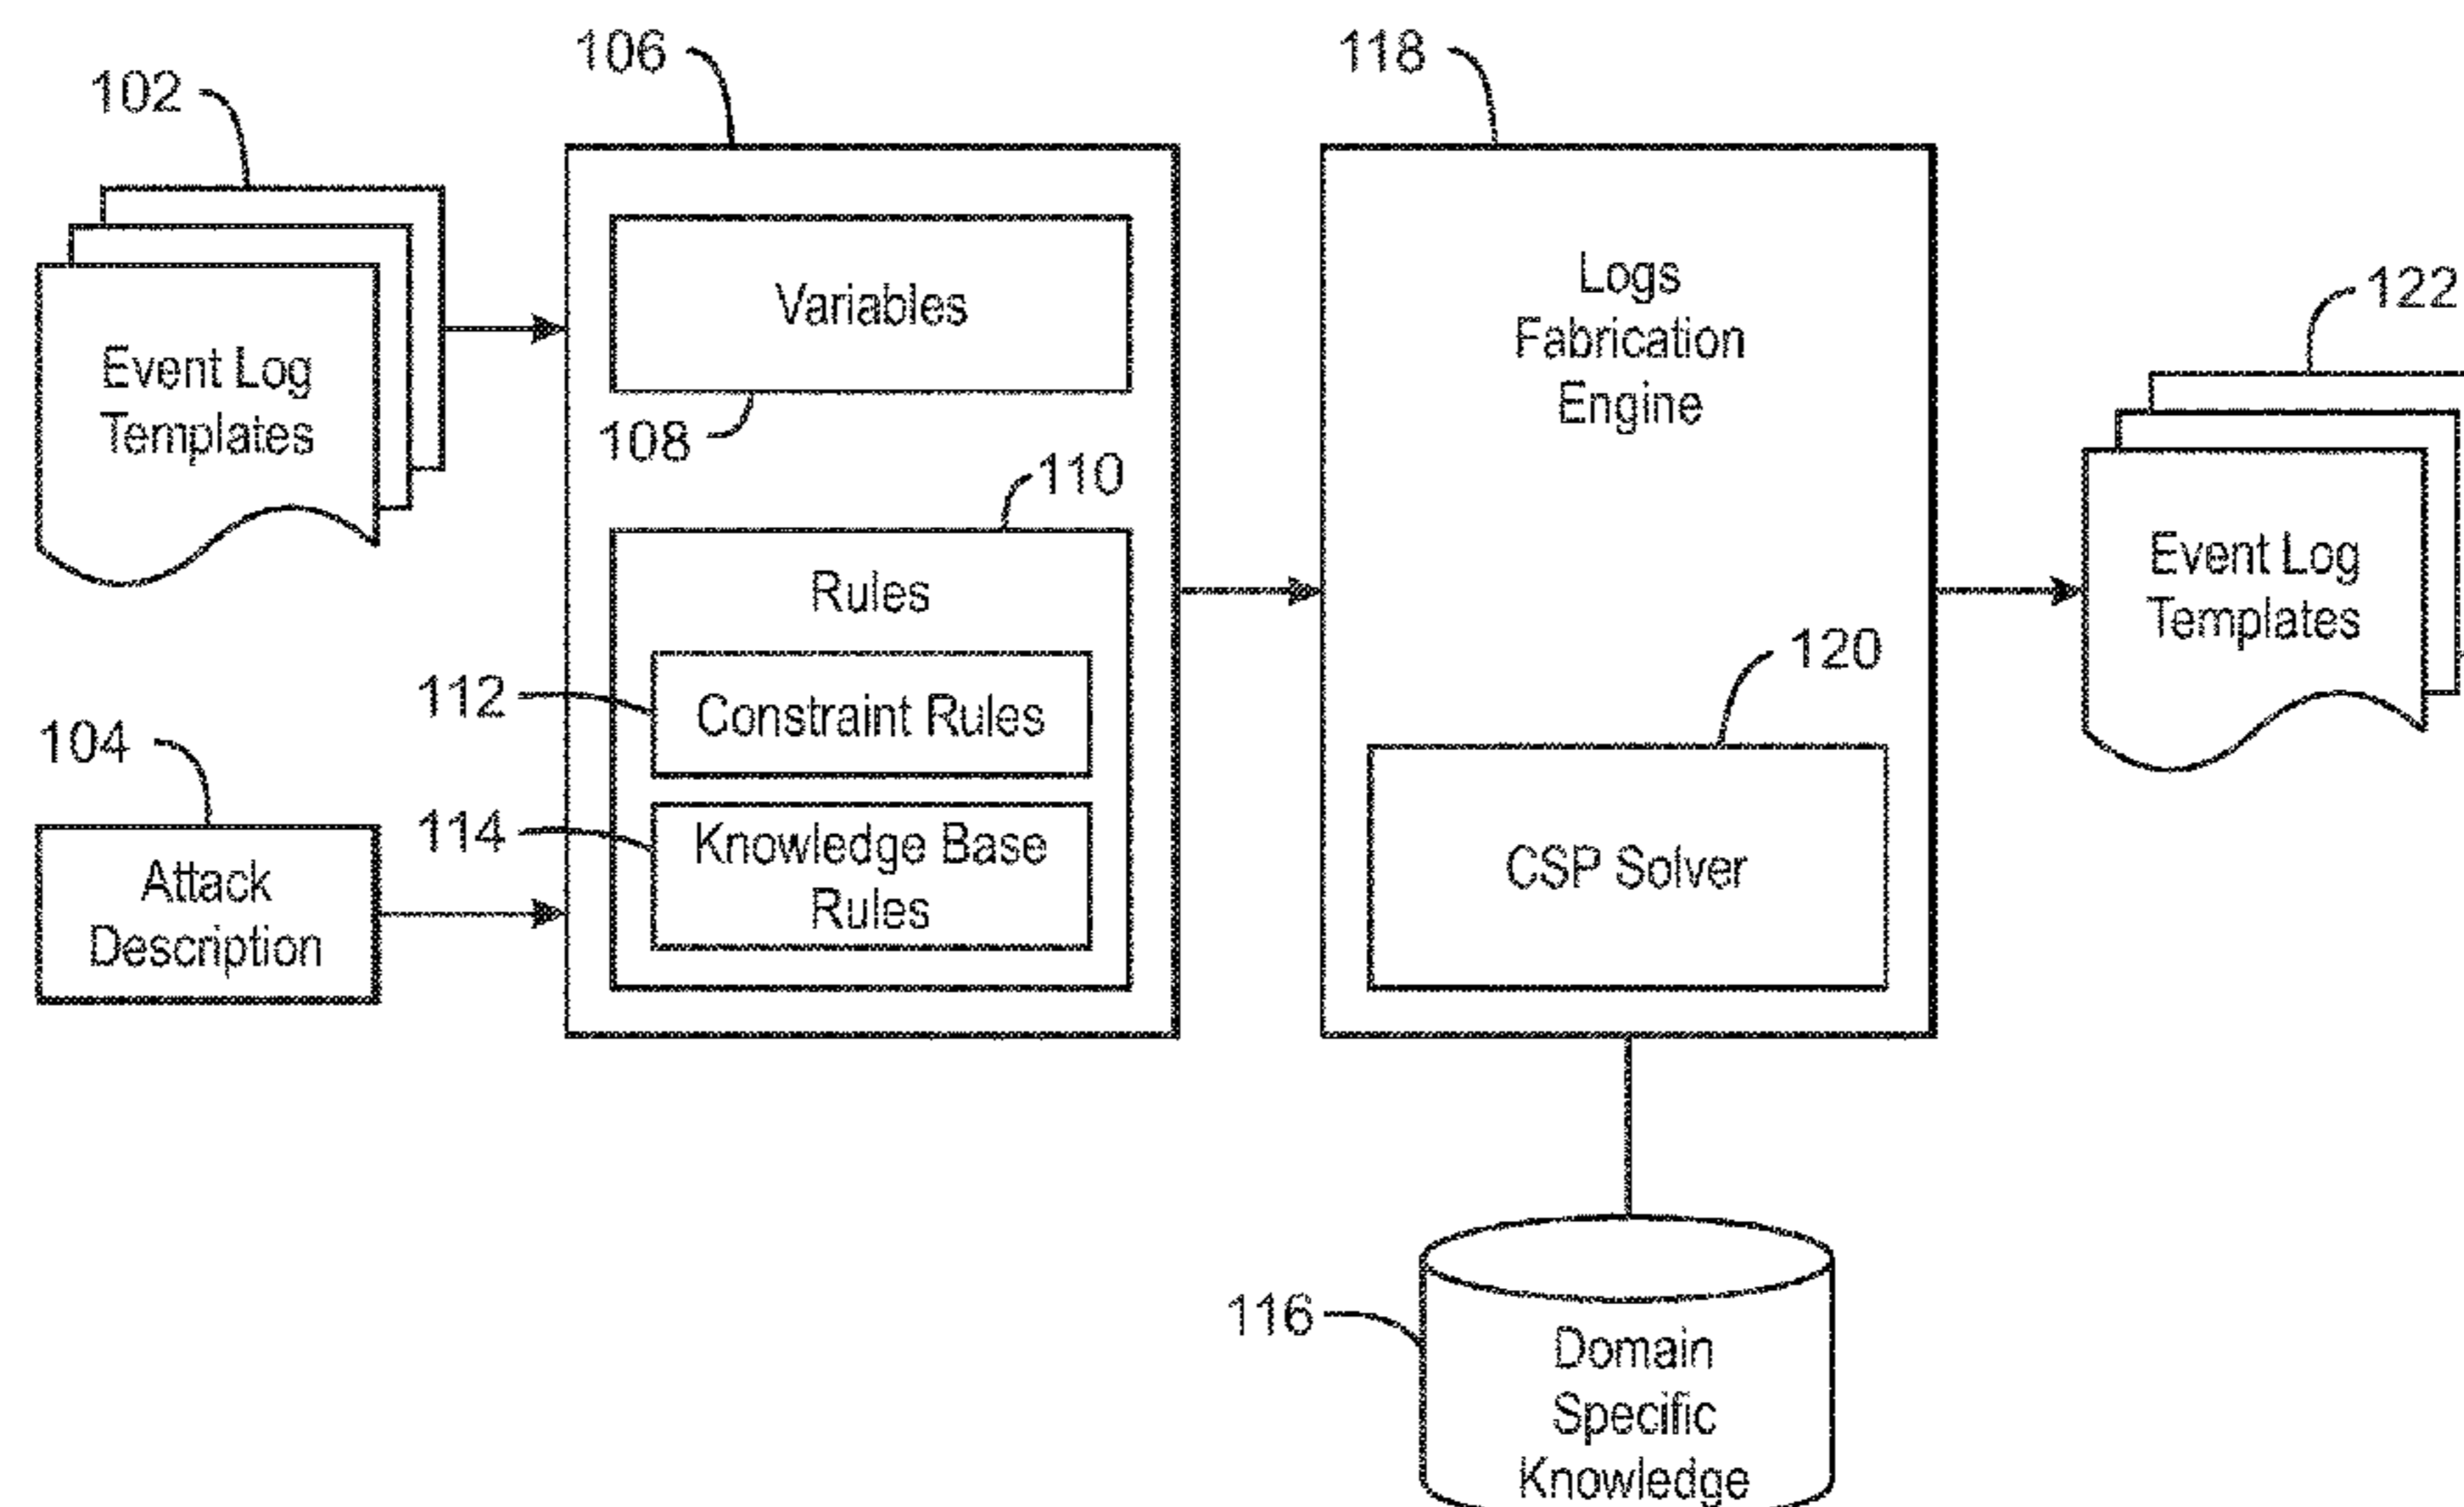 106
118
102
122
Variables
Logs
Fabrication
Engine
Event Log
Templates
108
110
Event Log
Templates
Rules
120
112
Constraint Rules
104
114
Knowledge Base
Rules
CSP Solver
Attack
Description
116
Domain
Specific
Knowledge